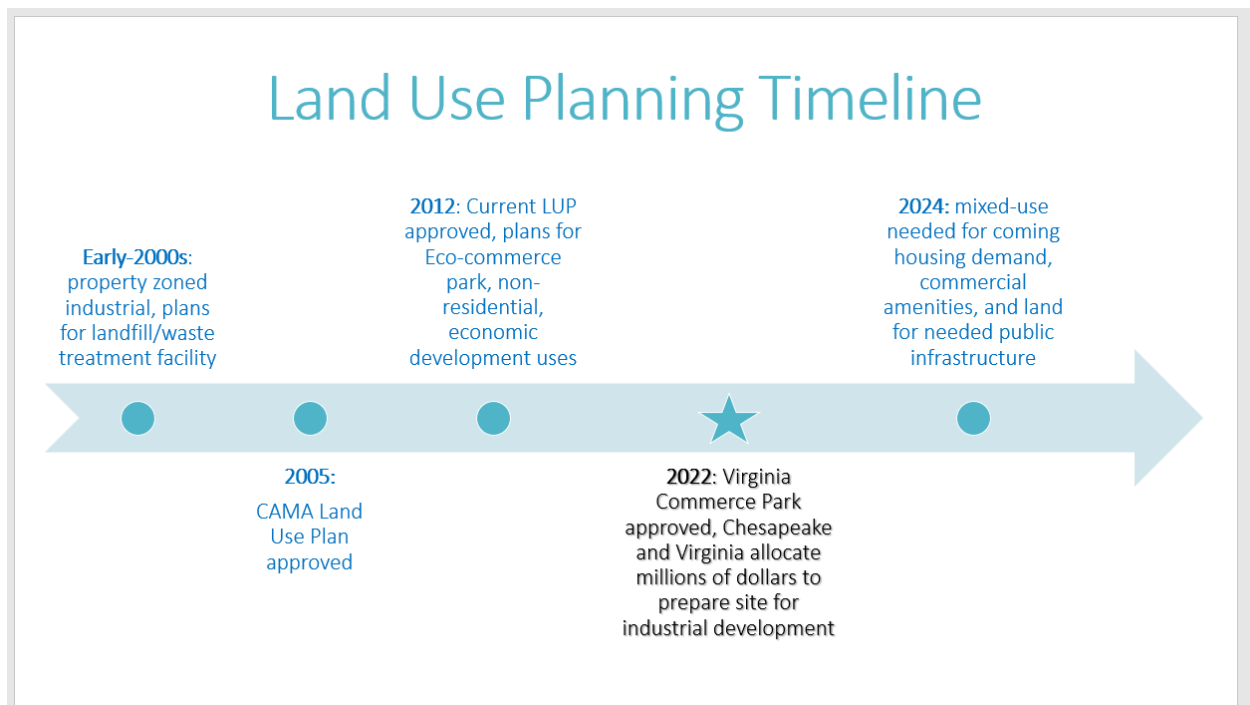 Land Use Planning Timeline
Early-2000s:
property zoned
industrial, plans
for landfill/waste
treatment facility
2005:
CAMA Land
Use Plan
approved
2012: Current LUP
approved, plans for
Eco-commerce
park, non-
residential,
economic
development uses
2022: Virginia
Commerce Park
approved, Chesapeake
and Virginia allocate
millions of dollars to
prepare site for
industrial development
2024: mixed-use
needed for coming
housing demand,
commercial
amenities, and land
for needed public
infrastructure